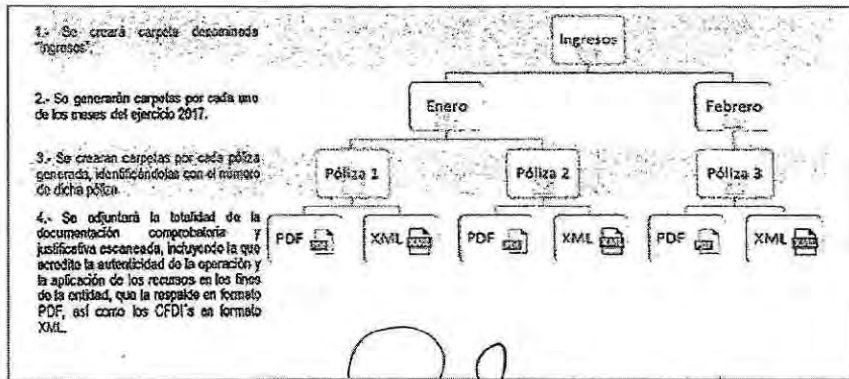 1.- Se creará carpeta denominada
"Ingresos".
2.- Se generarán carpetas por cada uno
de los meses del ejercicio 2017.
3.- Se crearan carpetas por cada póliza
generada, identificándolas con el número
de dicha póliza.
4.- Se adjuntará la totalidad de la
documentación comprobatoria y
justificativa escaneada, incluyendo la que
acredite la autenticidad de la operación y
la aplicación de los recursos en los fines
de la entidad, que la respalde en formato
PDF, así como los CFDI's en formato
XML.
Ingresos
Enero
Febrero
Póliza 1
Póliza 2
Póliza 3
PDF
XML
PDF
XML
PDF
XML